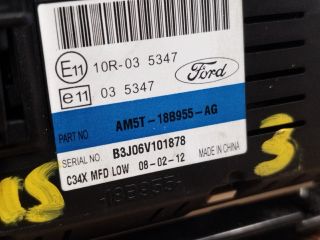 E11 10R-03 5347
e11 03 5347
Ford
PART NO AM5T-18B955-AG
SERIAL NO. B3J06V101878
C34X MFD LOW 08-02-12 MADE IN CHINA
18B955